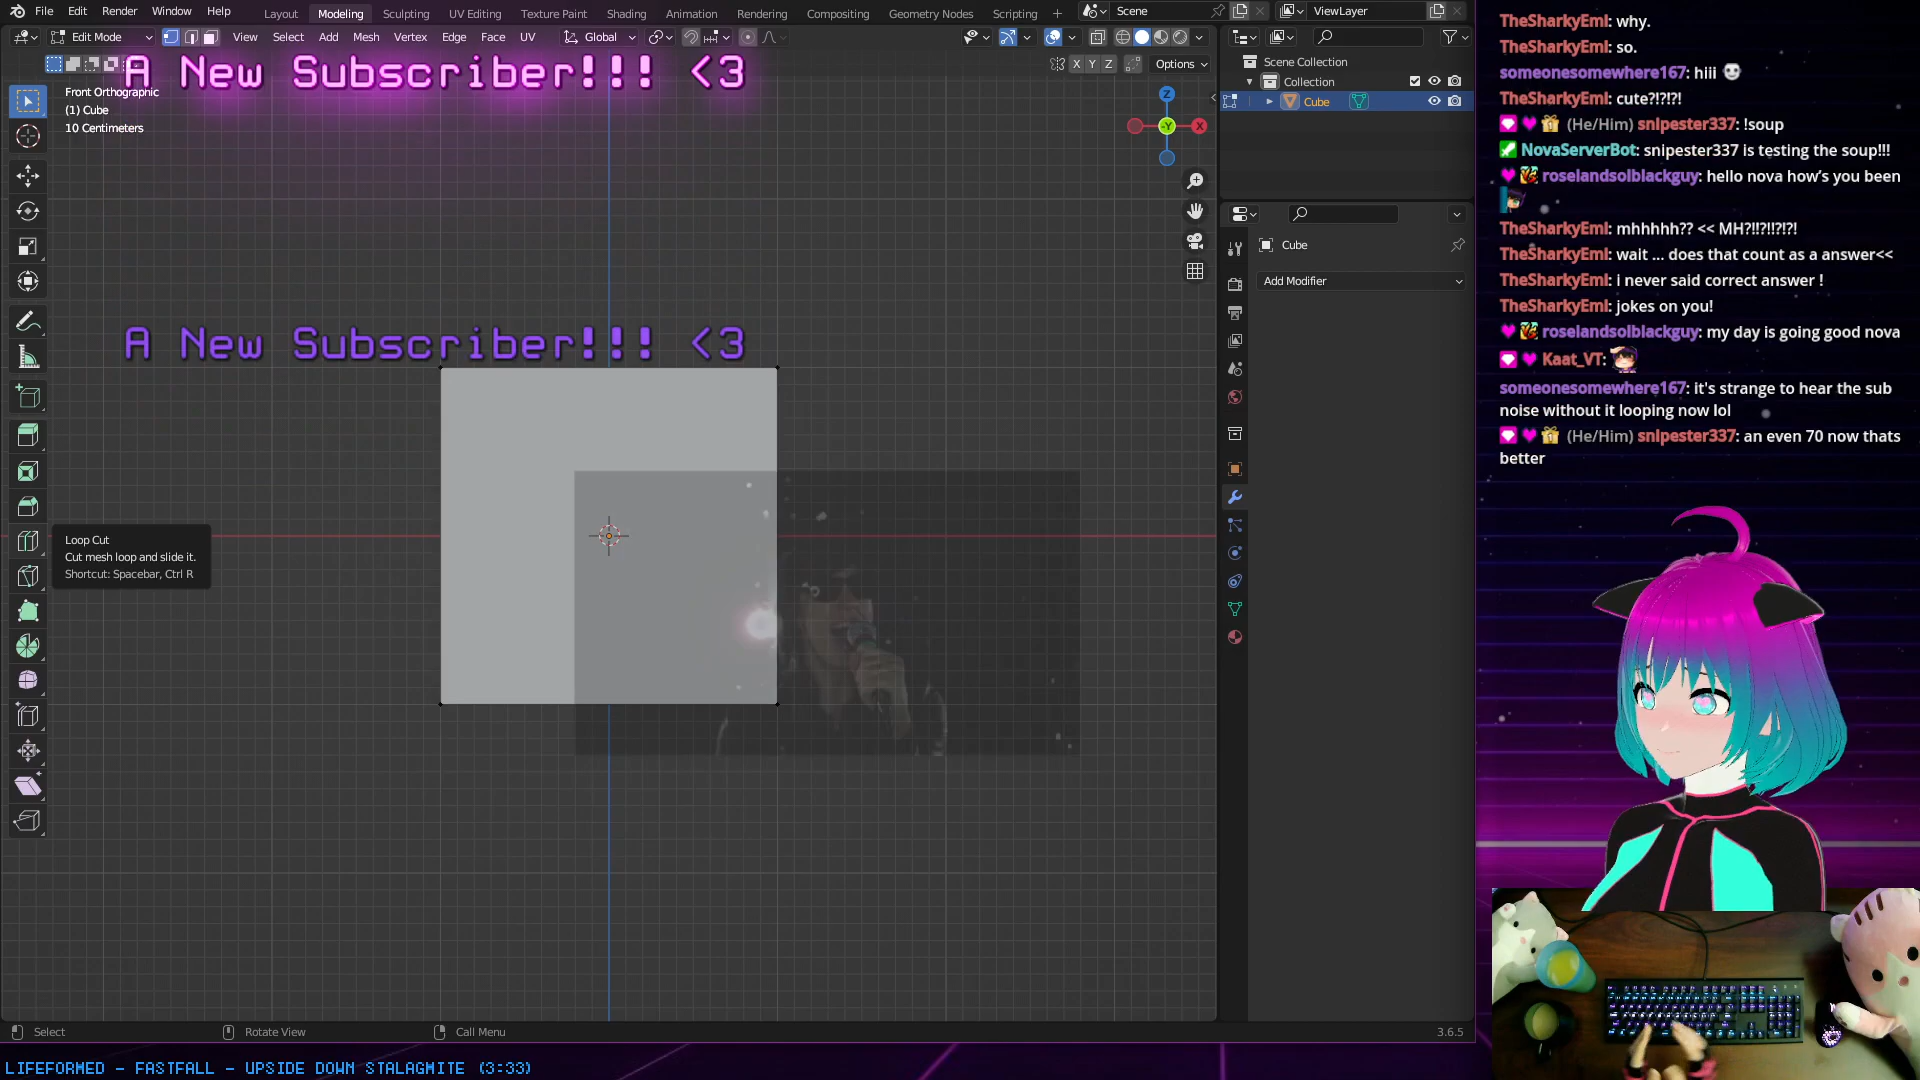 File Edit Render Window Help
Layout Modeling Sculpting UV Editing Texture Paint Shading Animation Rendering Compositing Geometry Nodes Scripting +
Scene
ViewLayer
Edit Mode
View Select Add Mesh Vertex Edge Face UV
Global
X Y Z
Options
A New Subscriber!!! <3
Front Orthographic
(1) Cube
10 Centimeters
Z
-Y
X
A New Subscriber!!! <3
Loop Cut
Cut mesh loop and slide it.
Shortcut: Spacebar, Ctrl R
Scene Collection
Collection
Cube
Cube
Add Modifier
Select
Rotate View
Call Menu
3.6.5
LIFEFORMED - FASTFALL - UPSIDE DOWN STALAGMITE (3:33)
TheSharkyEmI: why.
TheSharkyEmI: so.
someonesomewhere167: hiii
TheSharkyEmI: cute?!?!?!
(He/Him) snIpester337: !soup
NovaServerBot: snipester337 is testing the soup!!!
roselandsolblackguy: hello nova how's you been
TheSharkyEmI: mhhhhh?? << MH?!!?!!?!?!
TheSharkyEmI: wait ... does that count as a answer<<
TheSharkyEmI: i never said correct answer !
TheSharkyEmI: jokes on you!
roselandsolblackguy: my day is going good nova
Kaat_VT:
someonesomewhere167: it's strange to hear the sub
noise without it looping now lol
(He/Him) snIpester337: an even 70 now thats
better